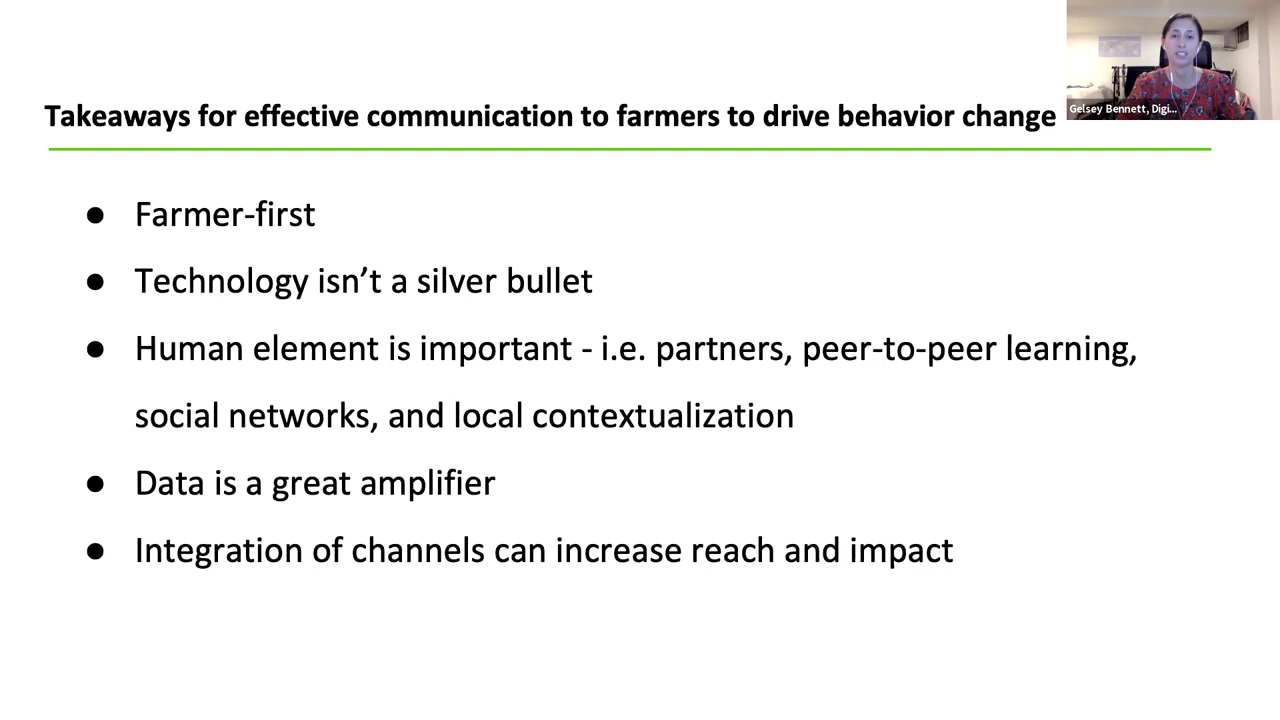 Takeaways for effective communication to farmers to drive behavior change
Gelsey Bennett, Digi...
● Farmer-first
● Technology isn’t a silver bullet
● Human element is important - i.e. partners, peer-to-peer learning,
social networks, and local contextualization
● Data is a great amplifier
● Integration of channels can increase reach and impact